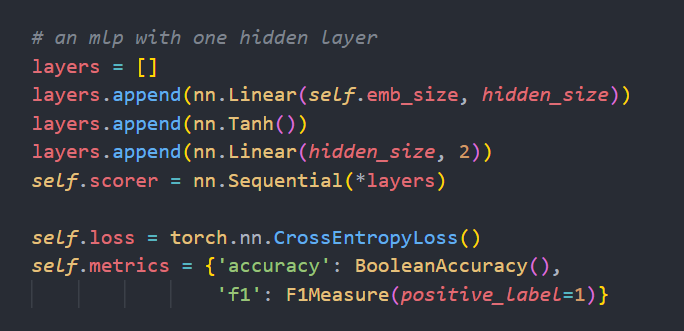 # an mlp with one hidden layer
layers = []
layers.append(nn.Linear(self.emb_size, hidden_size))
layers.append(nn.Tanh())
layers.append(nn.Linear(hidden_size, 2))
self.scorer = nn.Sequential(*layers)
self.loss = torch.nn.CrossEntropyLoss()
self.metrics = {'accuracy': BooleanAccuracy(),
'f1': F1Measure(positive_label=1)}